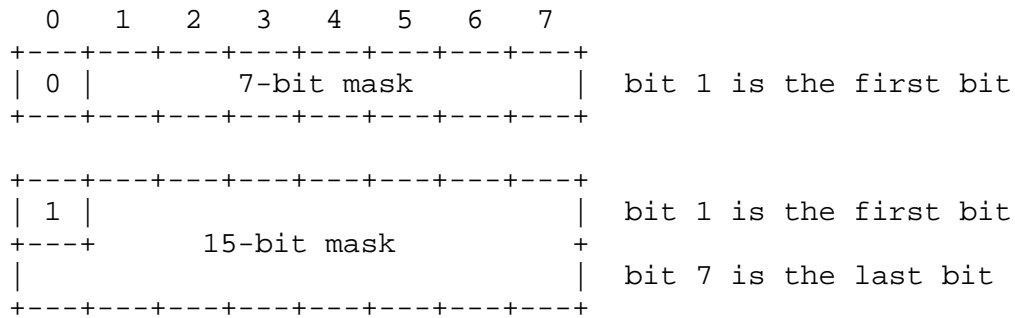 0   1   2   3   4   5   6   7
+---+---+---+---+---+---+---+---+
| 0 |        7-bit mask         |  bit 1 is the first bit
+---+---+---+---+---+---+---+---+
+---+---+---+---+---+---+---+---+
| 1 |                           |  bit 1 is the first bit
+---+      15-bit mask          +
|                               |  bit 7 is the last bit
+---+---+---+---+---+---+---+---+